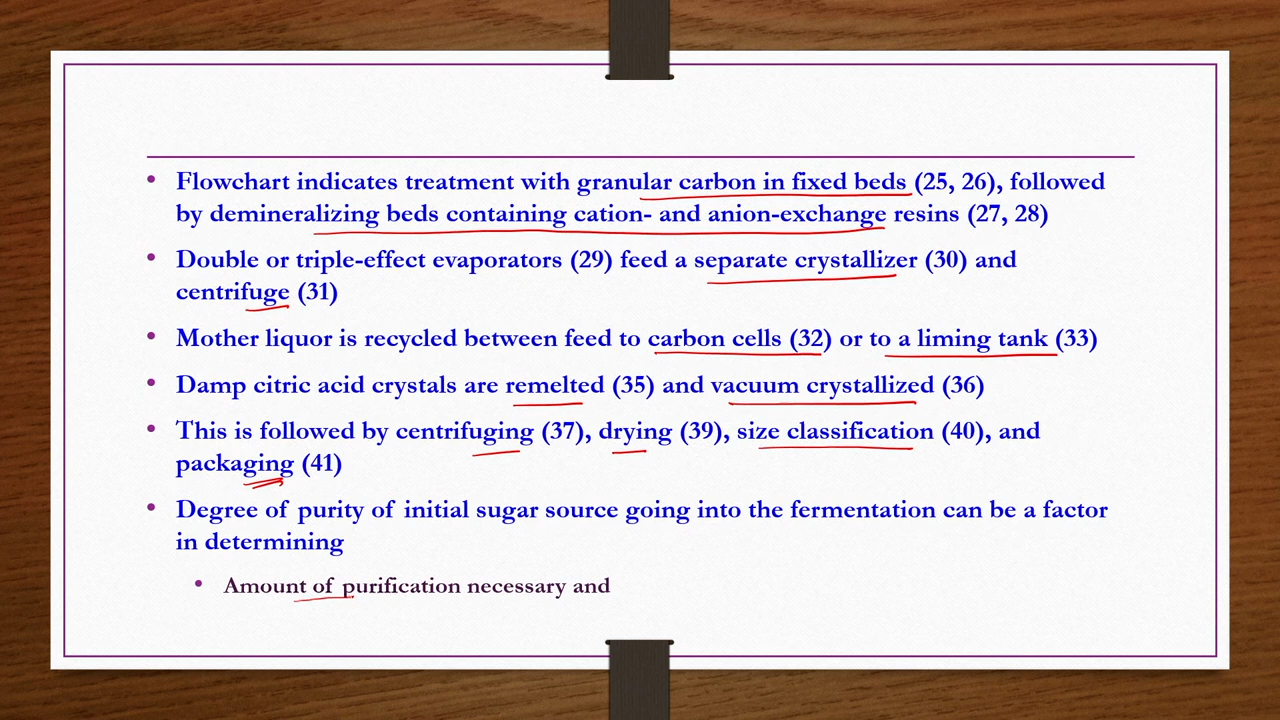 • Flowchart indicates treatment with granular carbon in fixed beds (25, 26), followed
by demineralizing beds containing cation- and anion-exchange resins (27, 28)
• Double or triple-effect evaporators (29) feed a separate crystallizer (30) and
centrifuge (31)
• Mother liquor is recycled between feed to carbon cells (32) or to a liming tank (33)
• Damp citric acid crystals are remelted (35) and vacuum crystallized (36)
• This is followed by centrifuging (37), drying (39), size classification (40), and
packaging (41)
• Degree of purity of initial sugar source going into the fermentation can be a factor
in determining
• Amount of purification necessary and